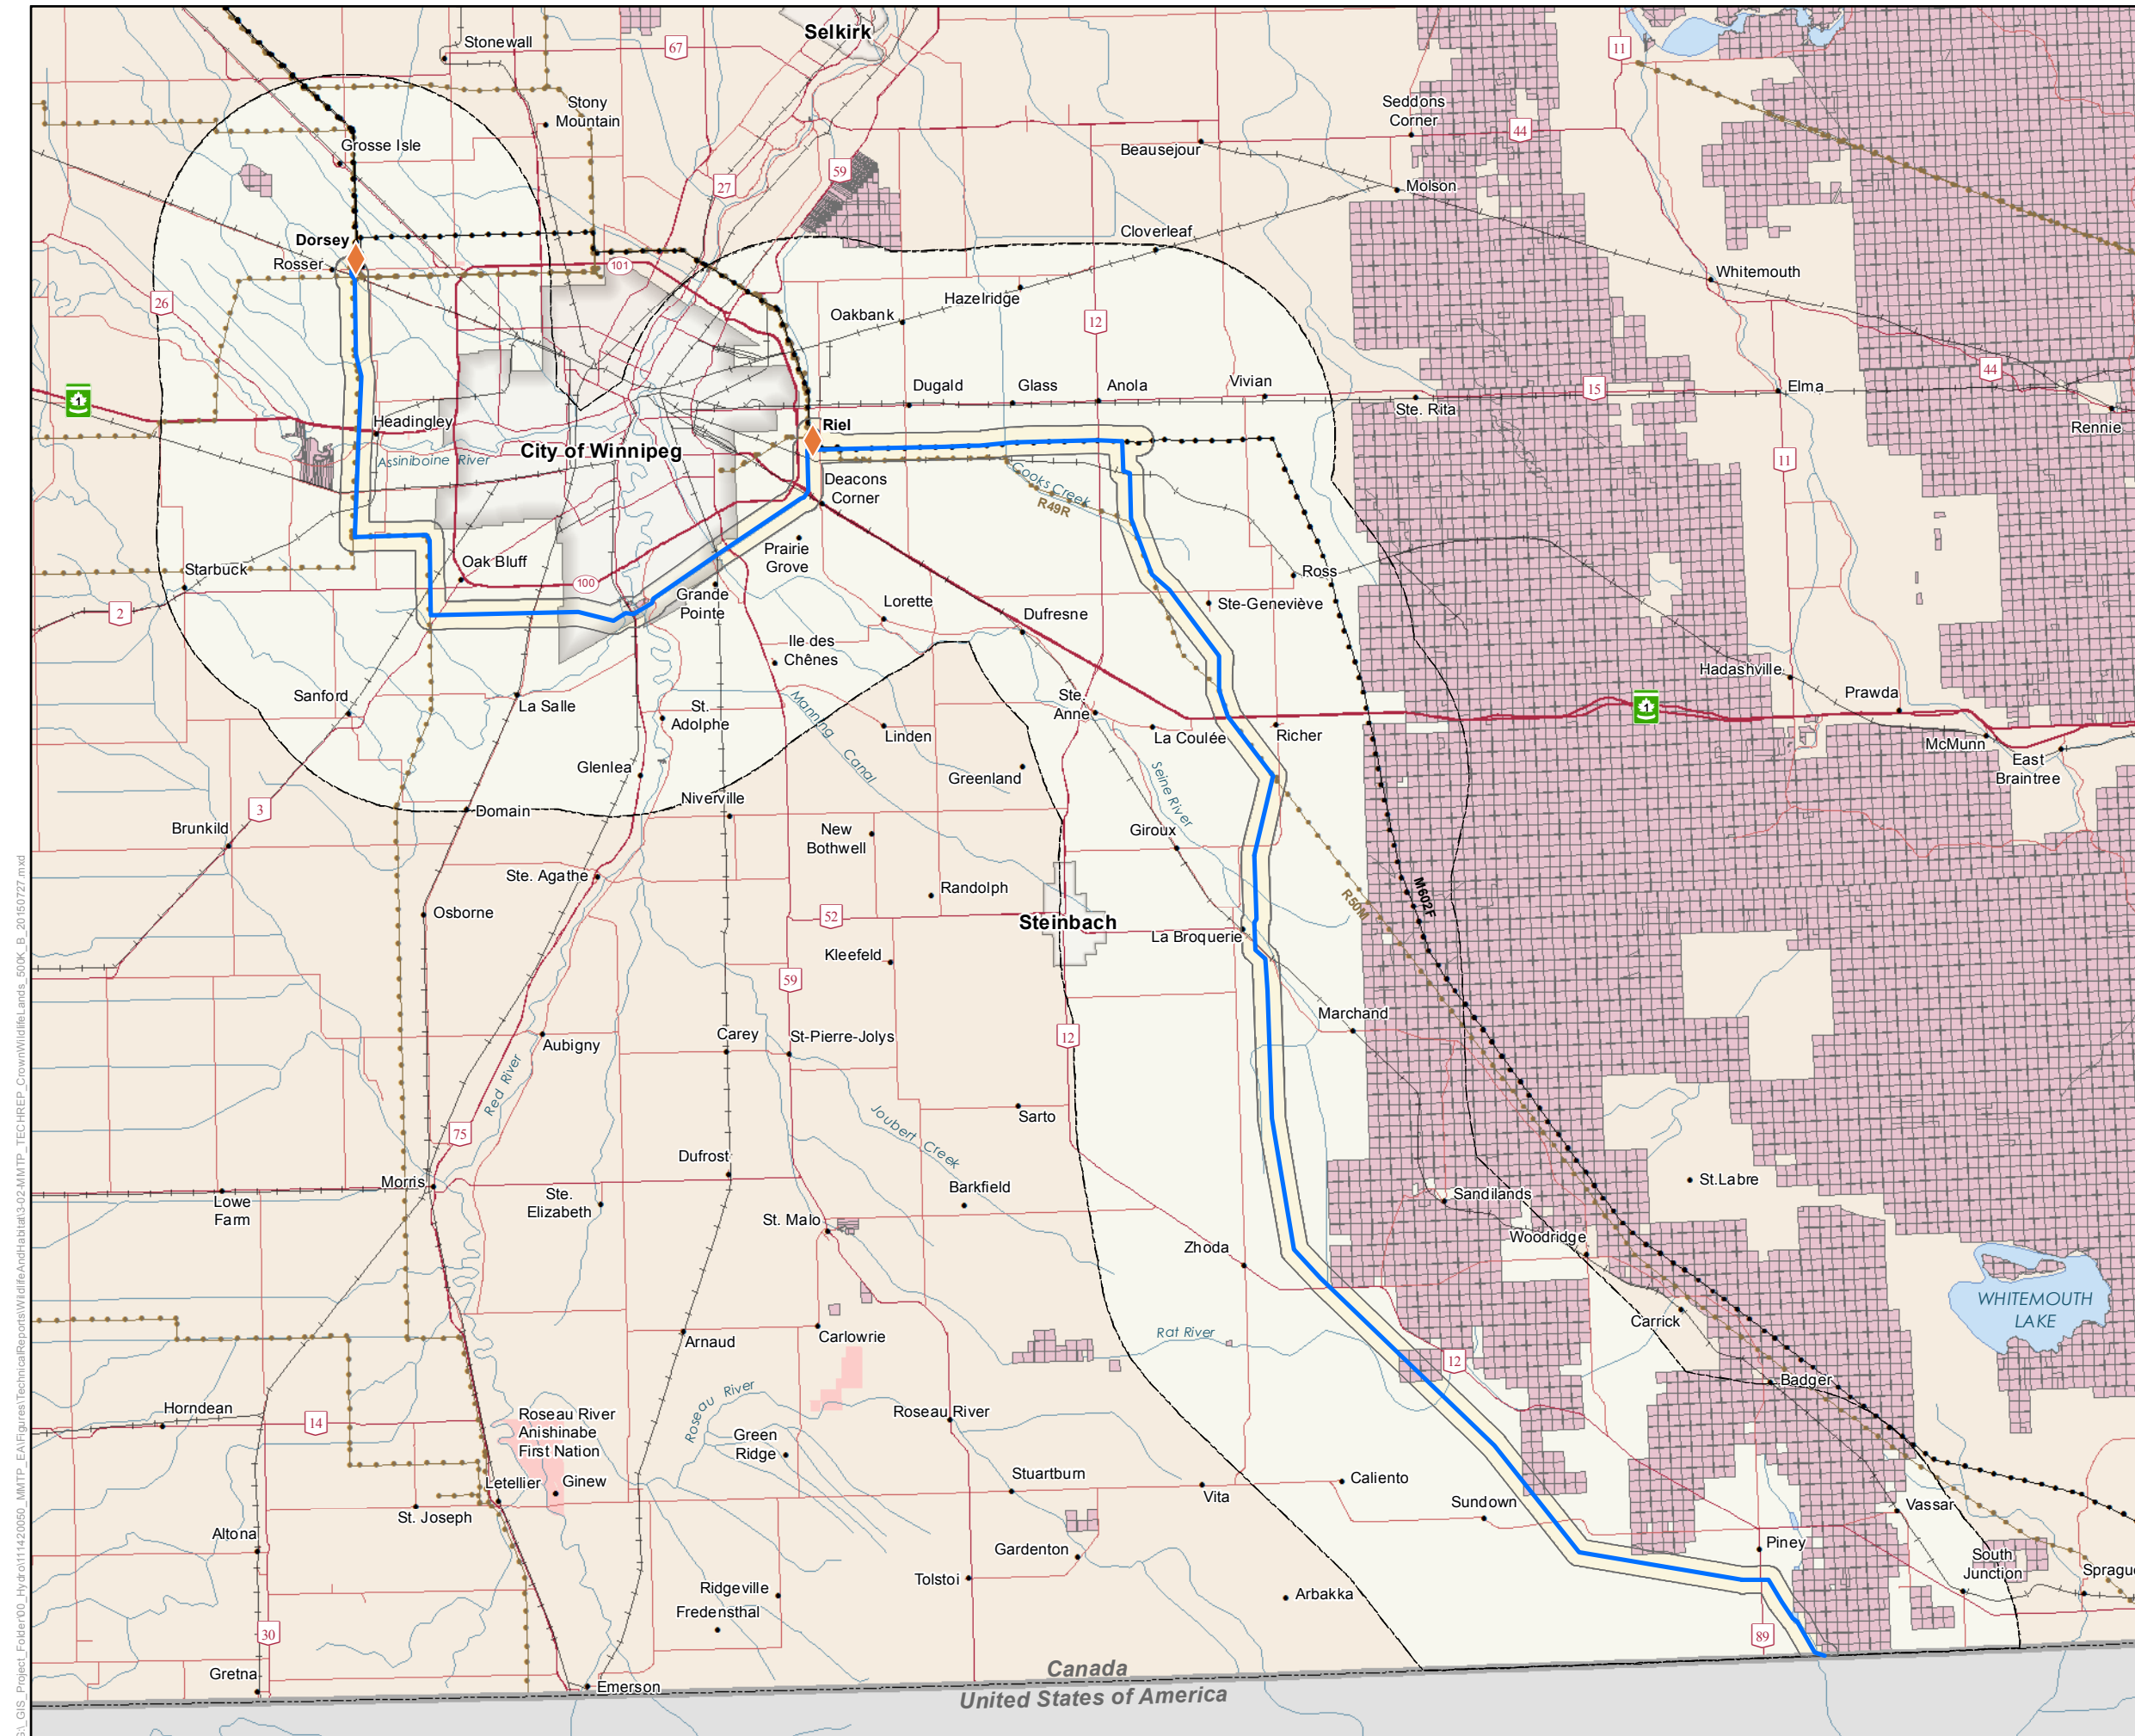 Selkirk
Stonewall
67
11
Stony
Mountain
Seddons
Corner
44
Grosse Isle
Beausejour
59
27
Molson
Dorsey
Rosser
101
Cloverleaf
Whitemouth
26
Hazelridge
Oakbank
12
1
Dugald
Glass
Anola
Vivian
15
44
Elma
Ste. Rita
Rennie
Headingley
Riel
City of Winnipeg
Assiniboine River
11
Deacons
Corner
Cooks Creek
R49R
Prairie
Grove
Starbuck
Oak Bluff
100
Grande
Pointe
Ross
2
Lorette
Dufresne
Ste-Geneviève
Ile des
Chênes
Hadashville
Sanford
La Salle
St.
Adolphe
Manning Canal
Ste.
Anne
1
Prawda
Linden
La Coulée
Richer
McMunn
East
Braintree
Glenlea
Greenland
Seine River
3
Domain
Niverville
Brunkild
New
Bothwell
Giroux
Ste. Agathe
Randolph
R50M
M602F
Osborne
52
Steinbach
La Broquerie
Kleefeld
59
Marchand
Aubigny
Carey
St-Pierre-Jolys
12
Red River
Joubert Creek
Sarto
75
Dufrost
Morris
Lowe
Farm
Ste.
Elizabeth
Barkfield
St. Malo
Sandilands
St.Labre
Woodridge
Zhoda
WHITEMOUTH
LAKE
Carrick
Arnaud
Carlowrie
Rat River
12
Badger
Horndean
14
Roseau River
Anishinabe
First Nation
Roseau River
Roseau River
Green
Ridge
Letellier
Ginew
Stuartburn
Caliento
Vita
Sundown
Vassar
St. Joseph
Altona
Gardenton
Piney
South
Junction
Tolstoi
Ridgeville
Arbakka
Fredensthal
30
89
Gretna
Emerson
Canada
United States of America